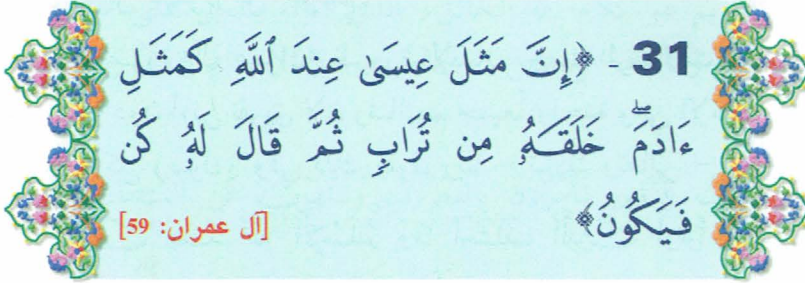 31 - ﴿إِنَّ مَثَلَ عِيسَىٰ عِندَ ٱللَّهِ كَمَثَلِ
ءَادَمَۖ خَلَقَهُۥ مِن تُرَابٖ ثُمَّ قَالَ لَهُۥ كُن
فَيَكُونُ﴾ [آل عمران: 59]